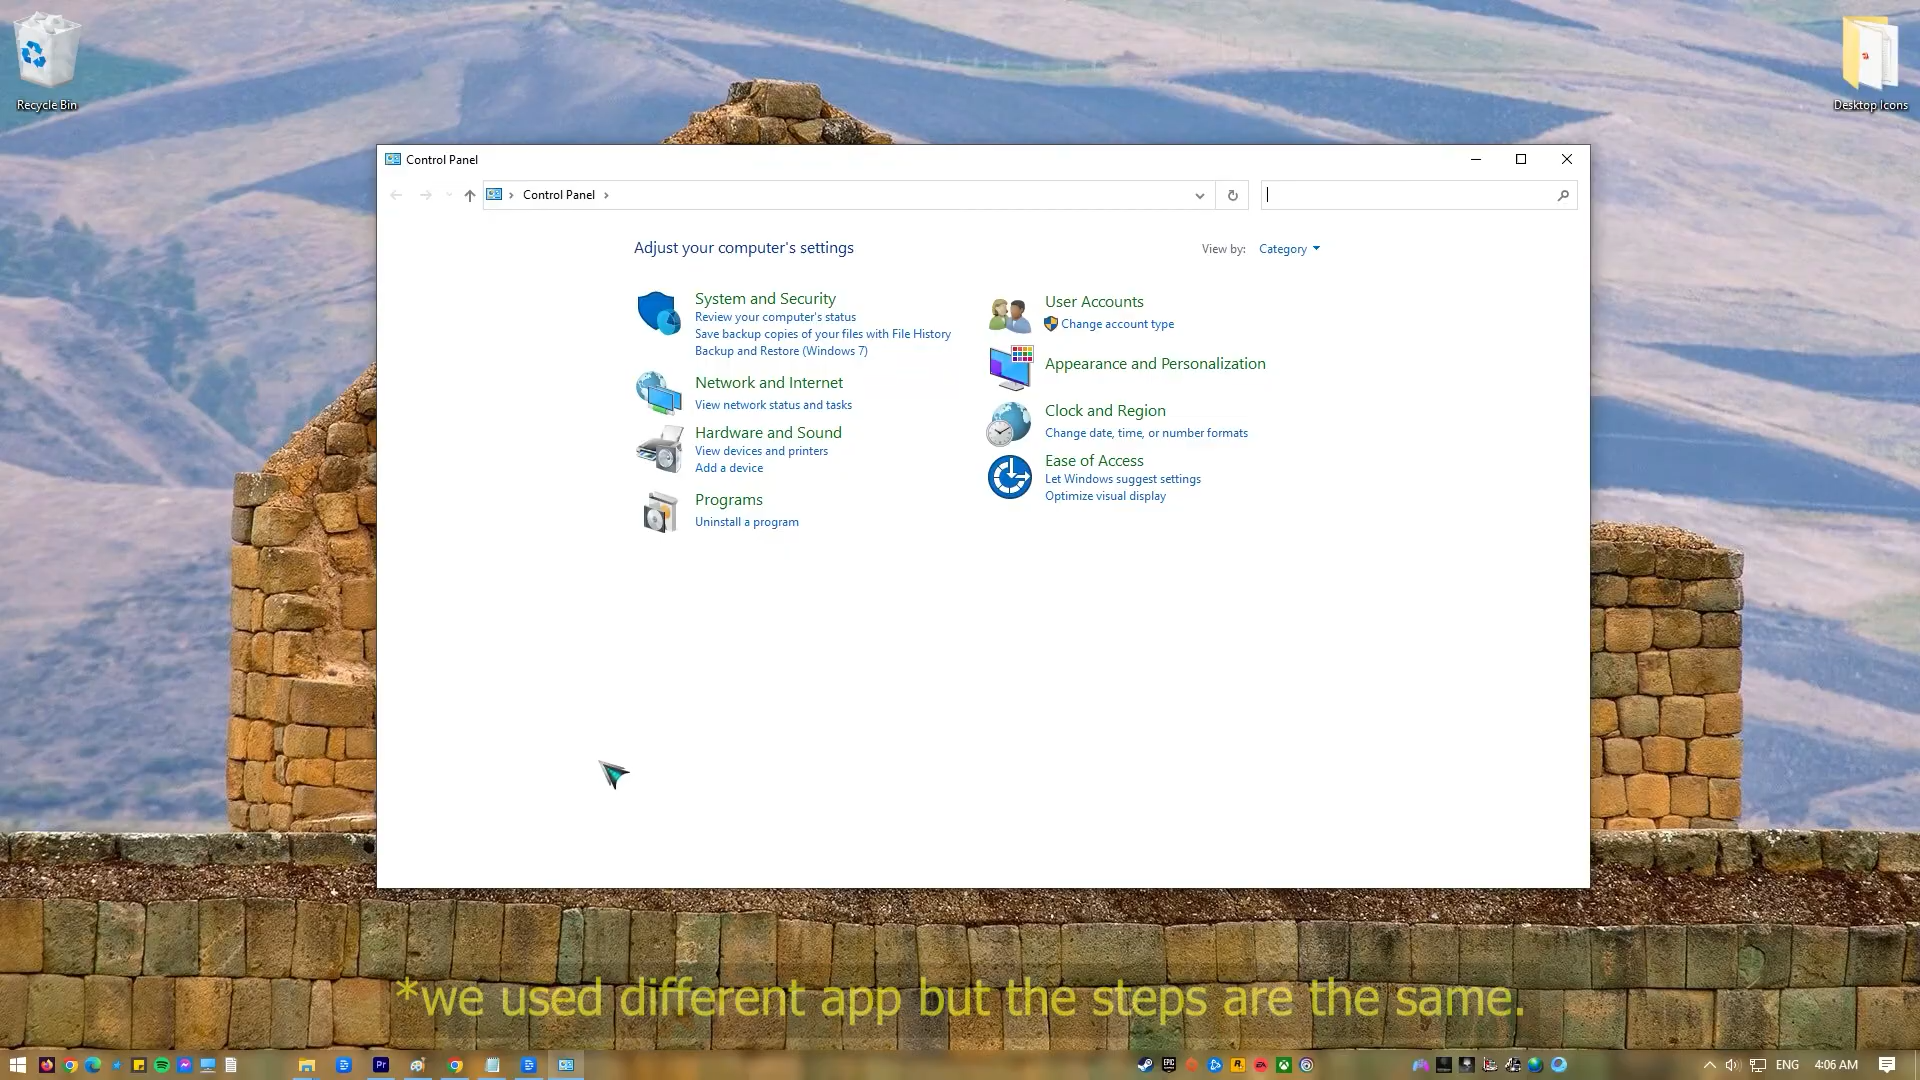 Recycle Bin
Desktop Icons
Control Panel
Control Panel
Adjust your computer's settings
View by: Category
System and Security
Review your computer's status
Save backup copies of your files with File History
Backup and Restore (Windows 7)
Network and Internet
View network status and tasks
Hardware and Sound
View devices and printers
Add a device
Programs
Uninstall a program
User Accounts
Change account type
Appearance and Personalization
Clock and Region
Change date, time, or number formats
Ease of Access
Let Windows suggest settings
Optimize visual display
*we used different app but the steps are the same.
Pr
EPIC
R
EA
ENG
4:06 AM